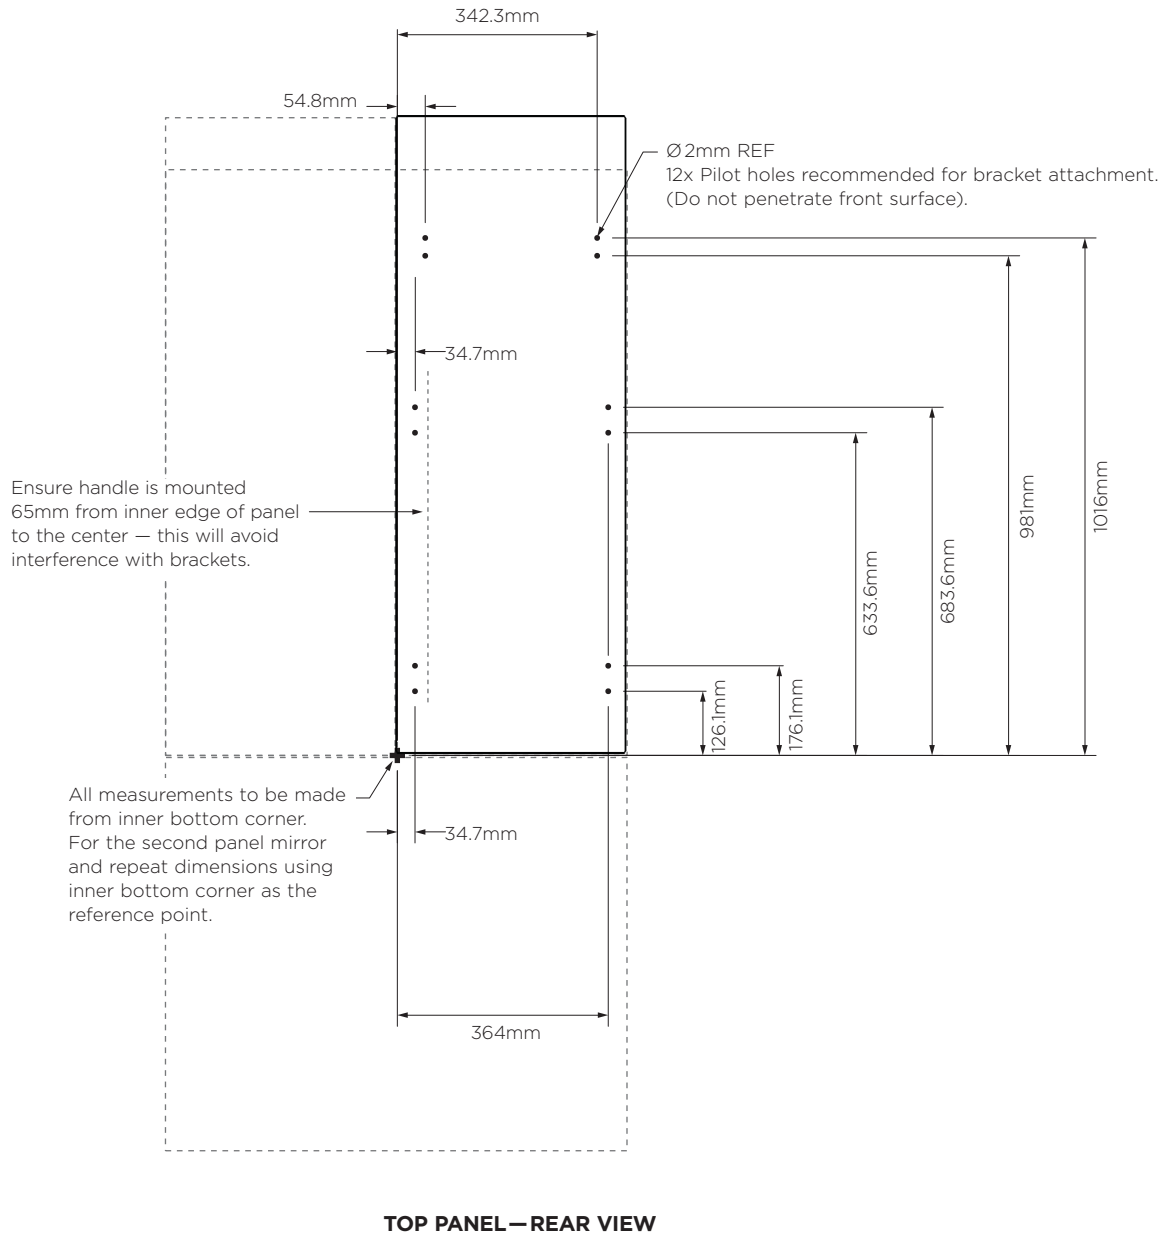 342.3mm
54.8mm
Ø2mm REF
12x Pilot holes recommended for bracket attachment.
(Do not penetrate front surface).
34.7mm
Ensure handle is mounted
65mm from inner edge of panel
to the center — this will avoid
interference with brackets.
1016mm
981mm
683.6mm
633.6mm
176.1mm
126.1mm
All measurements to be made
from inner bottom corner.
For the second panel mirror
and repeat dimensions using
inner bottom corner as the
reference point.
34.7mm
364mm
TOP PANEL—REAR VIEW